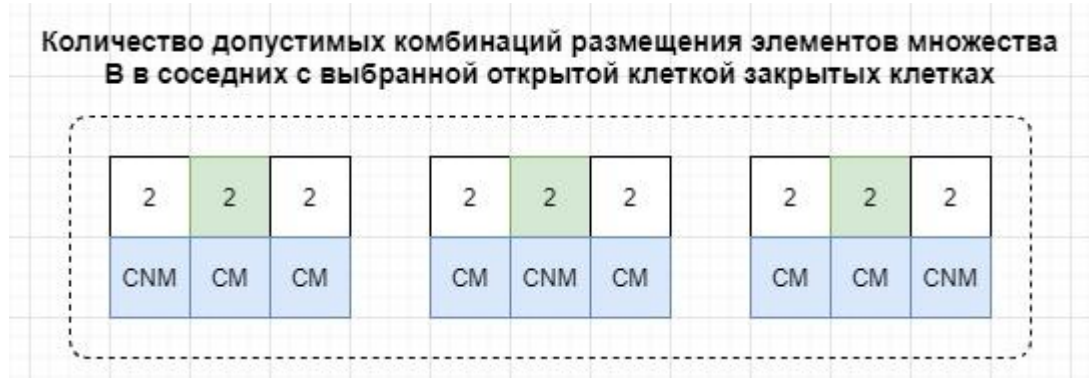 Количество допустимых комбинаций размещения элементов множества
В в соседних с выбранной открытой клеткой закрытых клетках
2 2 2 2 2 2 2 2 2
CNM CM CM CM CNM CM CM CM CNM